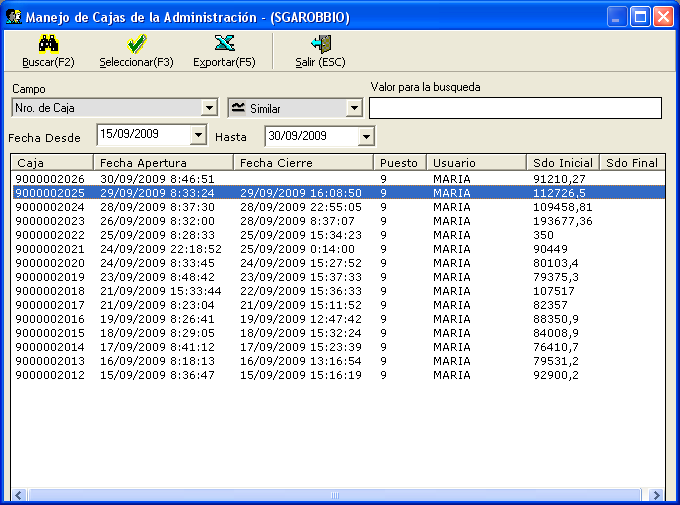 Manejo de Cajas de la Administración - (SGAROBBIO)
Buscar(F2) Seleccionar(F3) Exportar(F5) Salir (ESC)
Campo Valor para la busqueda
Nro. de Caja Similar
Fecha Desde 15/09/2009 Hasta 30/09/2009
Caja Fecha Apertura Fecha Cierre Puesto Usuario Sdo Inicial Sdo Final
9000002026 30/09/2009 8:46:51 9 MARIA 91210,27
9000002025 29/09/2009 8:33:24 29/09/2009 16:08:50 9 MARIA 112726,5
9000002024 28/09/2009 8:37:30 28/09/2009 22:55:05 9 MARIA 109458,81
9000002023 26/09/2009 8:32:00 28/09/2009 8:37:07 9 MARIA 193677,36
9000002022 25/09/2009 8:28:33 25/09/2009 15:34:23 9 MARIA 350
9000002021 24/09/2009 22:18:52 25/09/2009 0:14:00 9 MARIA 90449
9000002020 24/09/2009 8:33:45 24/09/2009 15:27:52 9 MARIA 80103,4
9000002019 23/09/2009 8:48:42 23/09/2009 15:37:33 9 MARIA 79375,3
9000002018 21/09/2009 15:33:44 22/09/2009 15:36:33 9 MARIA 107517
9000002017 21/09/2009 8:23:04 21/09/2009 15:11:52 9 MARIA 82357
9000002016 19/09/2009 8:26:41 19/09/2009 12:47:42 9 MARIA 88350,9
9000002015 18/09/2009 8:29:05 18/09/2009 15:32:24 9 MARIA 84008,9
9000002014 17/09/2009 8:41:12 17/09/2009 15:23:39 9 MARIA 76410,7
9000002013 16/09/2009 8:18:13 16/09/2009 13:16:54 9 MARIA 79531,2
9000002012 15/09/2009 8:36:47 15/09/2009 15:16:19 9 MARIA 92900,2